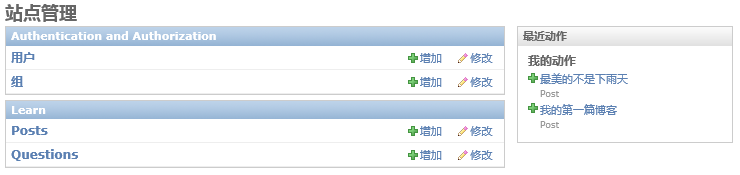 站点管理
Authentication and Authorization
用户 增加 修改
组 增加 修改
Learn
Posts 增加 修改
Questions 增加 修改
最近动作
我的动作
最美的不是下雨天
Post
我的第一篇博客
Post